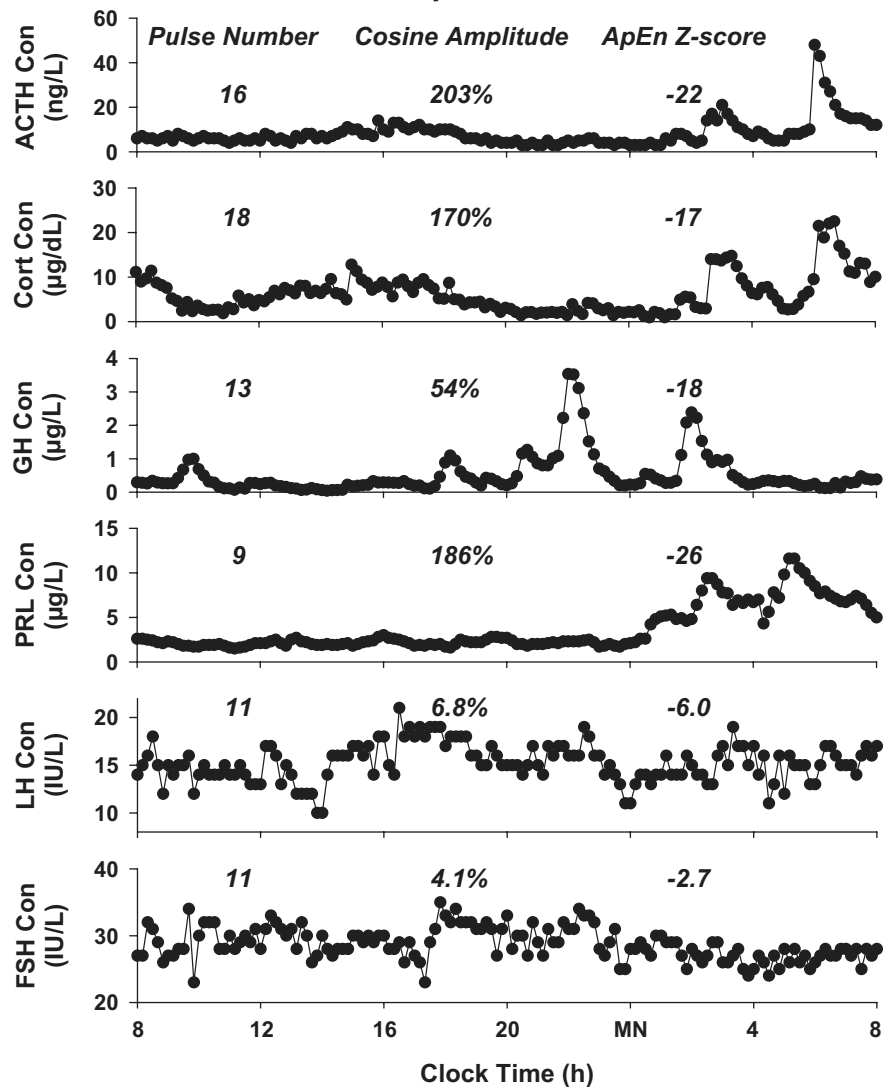 60
Pulse Number Cosine Amplitude ApEn Z-score
ACTH Con
(ng/L)
40
16 203% -22
20
0
30
Cort Con
(µg/dL)
18 170% -17
20
10
0
4
GH Con
(µg/L)
13 54% -18
3
2
1
0
15
PRL Con
(µg/L)
9 186% -26
10
5
0
LH Con
(IU/L)
11 6.8% -6.0
20
15
10
40
FSH Con
(IU/L)
11 4.1% -2.7
30
20
8 12 16 20 MN 4 8
Clock Time (h)